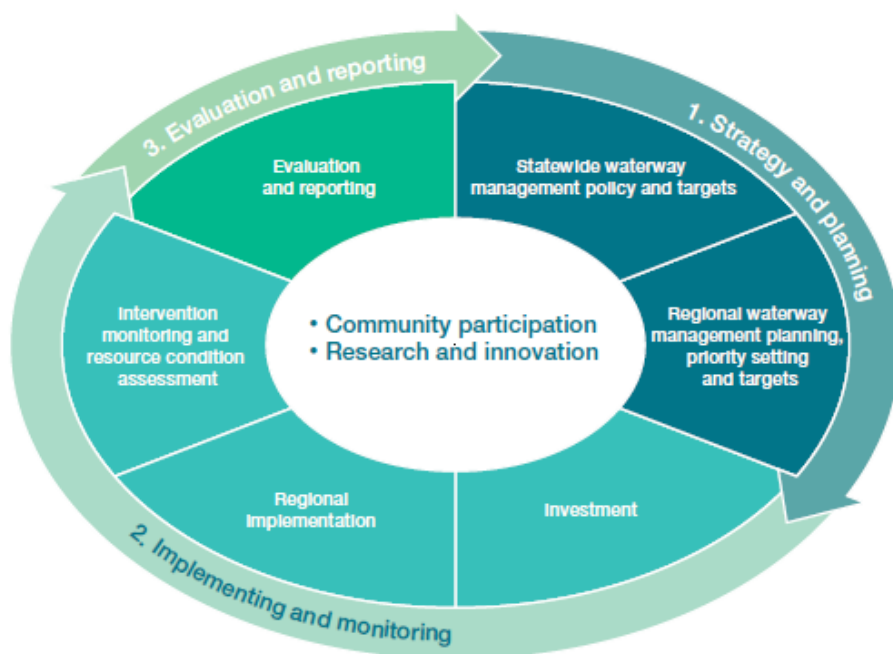 3. Evaluation and reporting
1. Strategy and planning
Evaluation
and reporting
Statewide waterway
management policy and targets
Intervention
monitoring and
resource condition
assessment
• Community participation
• Research and innovation
Regional waterway
management planning,
priority setting
and targets
Regional
implementation
Investment
2. Implementing and monitoring